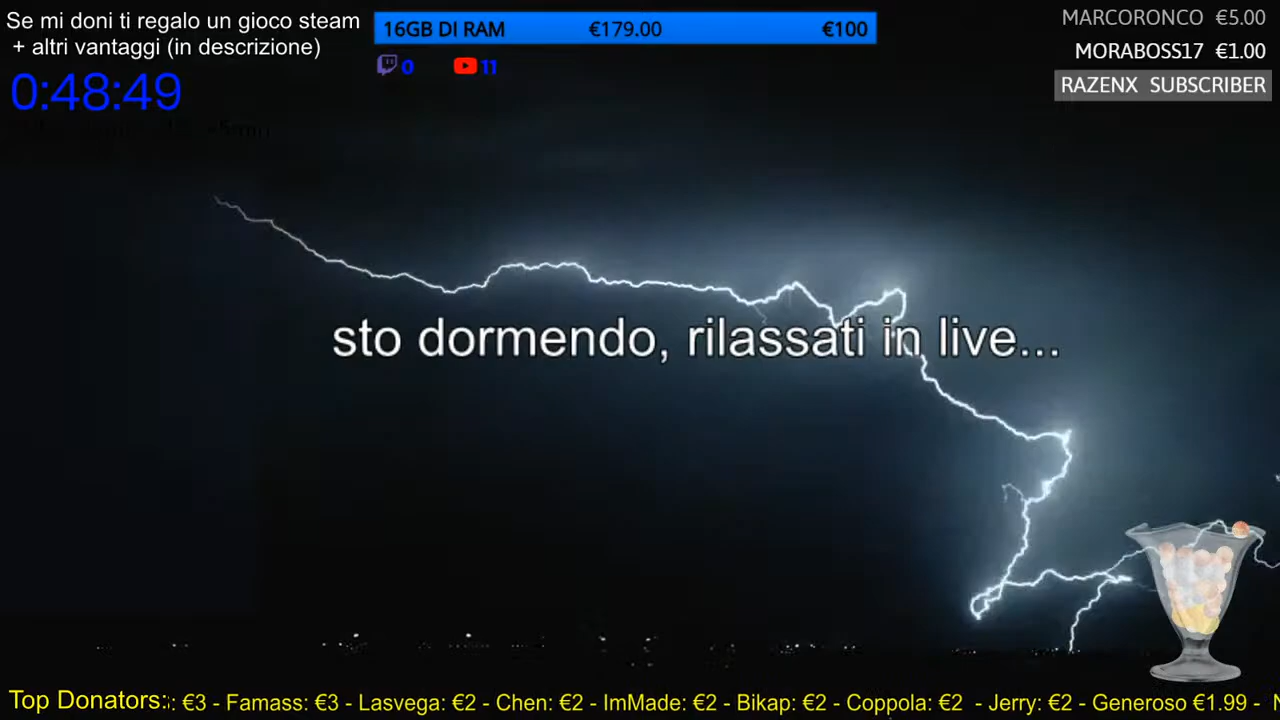 Se mi doni ti regalo un gioco steam
+ altri vantaggi (in descrizione)
0:48:49
16GB DI RAM €179.00 €100
0 11
MARCORONCO €5.00
MORABOSS17 €1.00
RAZENX SUBSCRIBER
sto dormendo, rilassati in live...
Top Donators: : €3 - Famass: €3 - Lasvega: €2 - Chen: €2 - ImMade: €2 - Bikap: €2 - Coppola: €2 - Jerry: €2 - Generoso €1.99 -